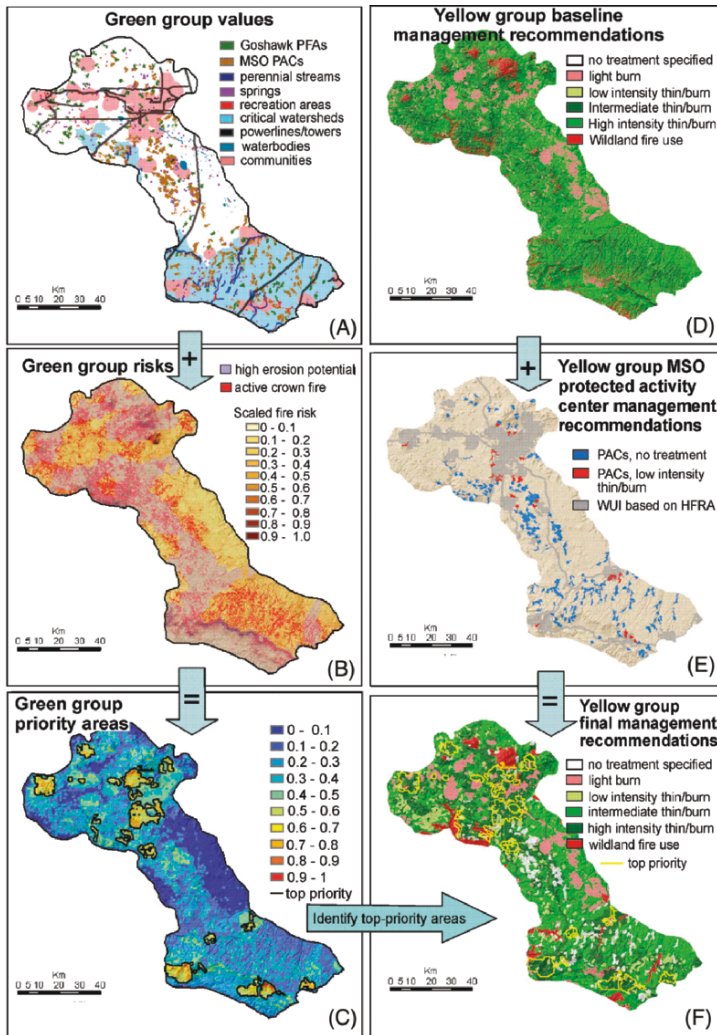 Green group values
Goshawk PFAs
MSO PACs
perennial streams
springs
recreation areas
critical watersheds
powerlines/towers
waterbodies
communities
Km
0 5 10 20 30 40
(A)
Yellow group baseline
management recommendations
no treatment specified
light burn
low intensity thin/burn
Intermediate thin/burn
High intensity thin/burn
Wildland fire use
Km
0 5 10 20 30 40
(D)
+
Green group risks
high erosion potential
active crown fire
Scaled fire risk
0 - 0.1
0.1 - 0.2
0.2 - 0.3
0.3 - 0.4
0.4 - 0.5
0.5 - 0.6
0.6 - 0.7
0.7 - 0.8
0.8 - 0.9
0.9 - 1.0
Km
0 5 10 20 30 40
(B)
+
Yellow group MSO
protected activity
center management
recommendations
PACs, no treatment
PACs, low intensity
thin/burn
WUI based on HFRA
Km
0 5 10 20 30 40
(E)
=
Green group
priority areas
0 - 0.1
0.1 - 0.2
0.2 - 0.3
0.3 - 0.4
0.4 - 0.5
0.5 - 0.6
0.6 - 0.7
0.7 - 0.8
0.8 - 0.9
0.9 - 1
top priority
Identify top-priority areas
Km
0 5 10 20 30 40
(C)
=
Yellow group
final management
recommendations
no treatment specified
light burn
low intensity thin/burn
intermediate thin/burn
high intensity thin/burn
wildland fire use
top priority
Km
0 5 10 20 30 40
(F)